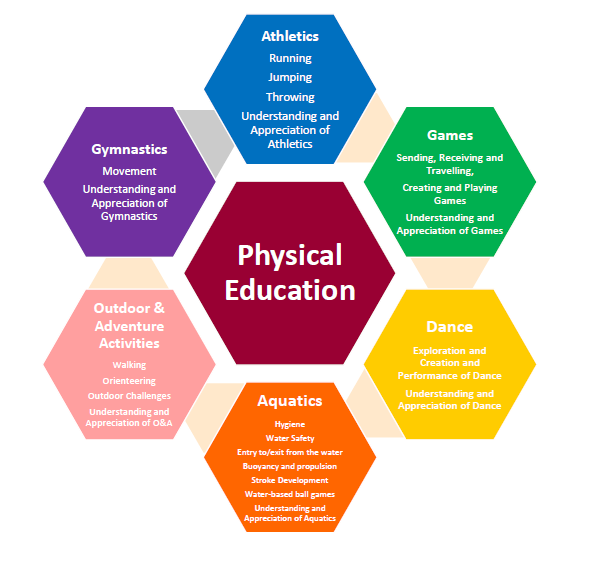 Athletics
Running
Jumping
Throwing
Understanding and
Appreciation of
Athletics
Gymnastics
Movement
Understanding and
Appreciation of
Gymnastics
Games
Sending, Receiving and
Travelling,
Creating and Playing
Games
Understanding and
Appreciation of Games
Physical
Education
Outdoor &
Adventure
Activities
Walking
Orienteering
Outdoor Challenges
Understanding and
Appreciation of O&A
Dance
Exploration and
Creation and
Performance of Dance
Understanding and
Appreciation of Dance
Aquatics
Hygiene
Water Safety
Entry to/exit from the water
Buoyancy and propulsion
Stroke Development
Water-based ball games
Understanding and
Appreciation of Aquatics